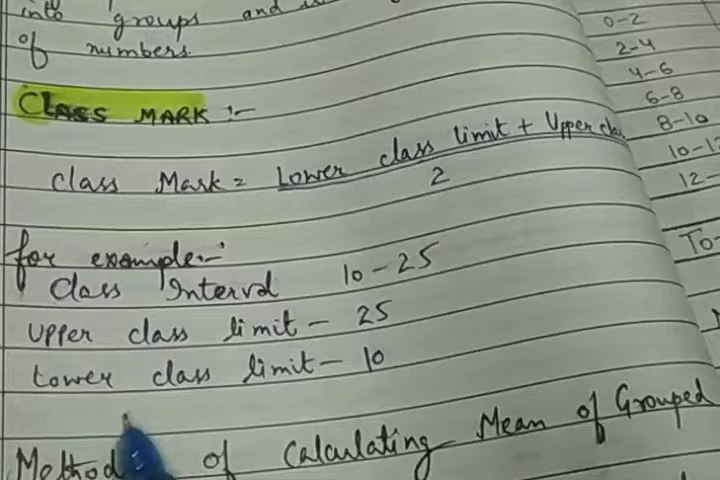 into groups and
of numbers.
CLASS MARK :-
Class Mark = Lower class limit + Upper
2
for example:-
Class Interval 10-25
Upper class limit - 25
Lower class limit - 10
Method of Calculating Mean of Grouped
0-2
2-4
4-6
6-8
8-10
10-12
12-
To-